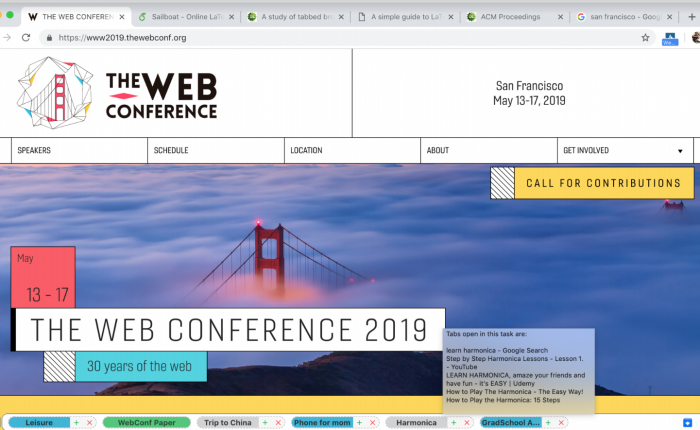 THE WEB CONFEREN
Sailboat - Online LaTe
A study of tabbed bro
A simple guide to LaT
ACM Proceedings
san francisco - Googl
https://www2019.thewebconf.org
THE WEB
CONFERENCE
San Francisco
May 13-17, 2019
SPEAKERS
SCHEDULE
LOCATION
ABOUT
GET INVOLVED
CALL FOR CONTRIBUTIONS
May
13 - 17
THE WEB CONFERENCE 2019
30 years of the web
Tabs open in this task are:
learn harmonica - Google Search
Step by Step Harmonica Lessons - Lesson 1.
- YouTube
LEARN HARMONICA, amaze your friends and
have fun - it's EASY | Udemy
How to Play The Harmonica - The Easy Way!
How to Play the Harmonica: 15 Steps
Leisure
WebConf Paper
Trip to China
Phone for mom
Harmonica
GradSchool A...